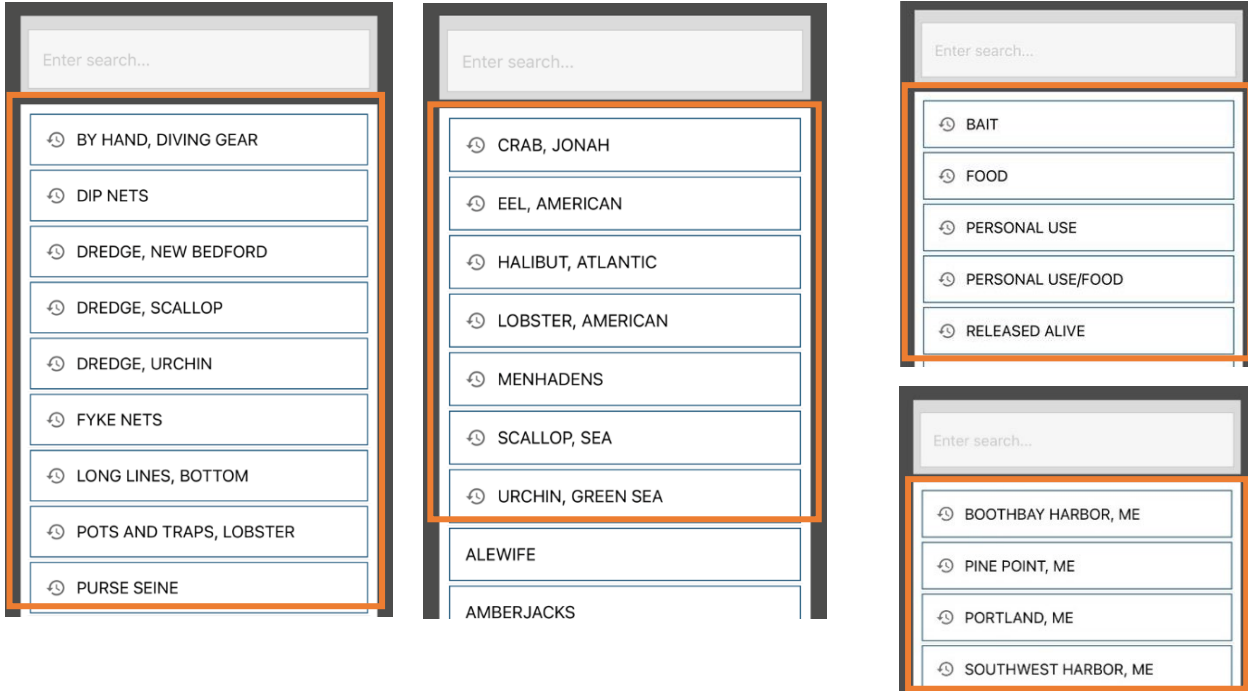 Enter search...
BY HAND, DIVING GEAR
DIP NETS
DREDGE, NEW BEDFORD
DREDGE, SCALLOP
DREDGE, URCHIN
FYKE NETS
LONG LINES, BOTTOM
POTS AND TRAPS, LOBSTER
PURSE SEINE
Enter search...
CRAB, JONAH
EEL, AMERICAN
HALIBUT, ATLANTIC
LOBSTER, AMERICAN
MENHADENS
SCALLOP, SEA
URCHIN, GREEN SEA
ALEWIFE
AMBERJACKS
Enter search...
BAIT
FOOD
PERSONAL USE
PERSONAL USE/FOOD
RELEASED ALIVE
Enter search...
BOOTHBAY HARBOR, ME
PINE POINT, ME
PORTLAND, ME
SOUTHWEST HARBOR, ME